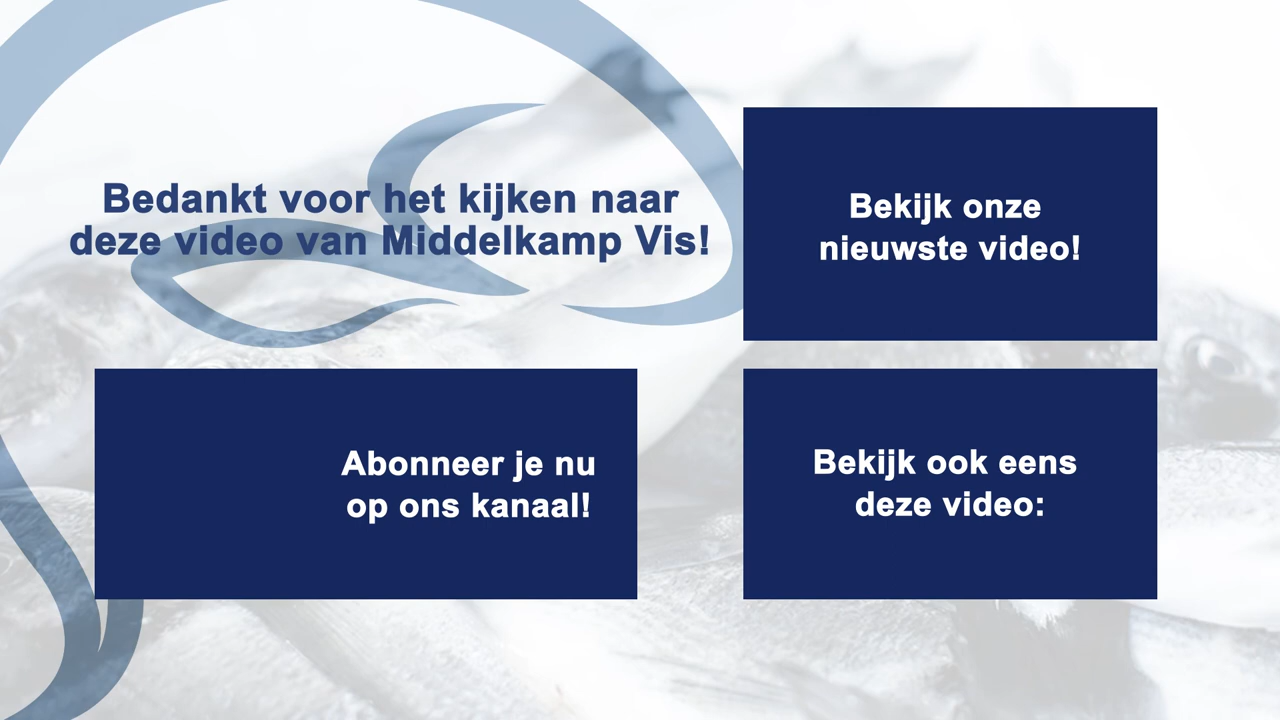 Bedankt voor het kijken naar
deze video van Middelkamp Vis!
Bekijk onze
nieuwste video!
Abonneer je nu
op ons kanaal!
Bekijk ook eens
deze video: